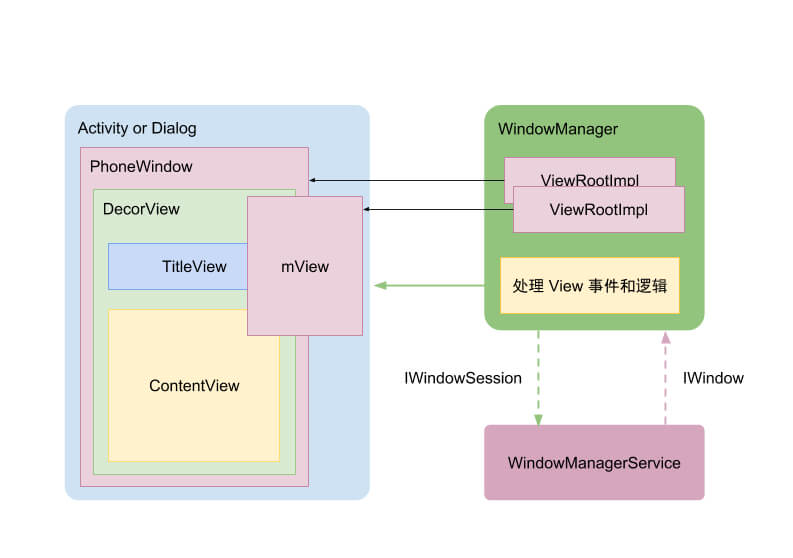 Activity or Dialog
PhoneWindow
DecorView
TitleView
mView
ContentView
WindowManager
ViewRootImpl
ViewRootImpl
处理 View 事件和逻辑
IWindowSession
IWindow
WindowManagerService